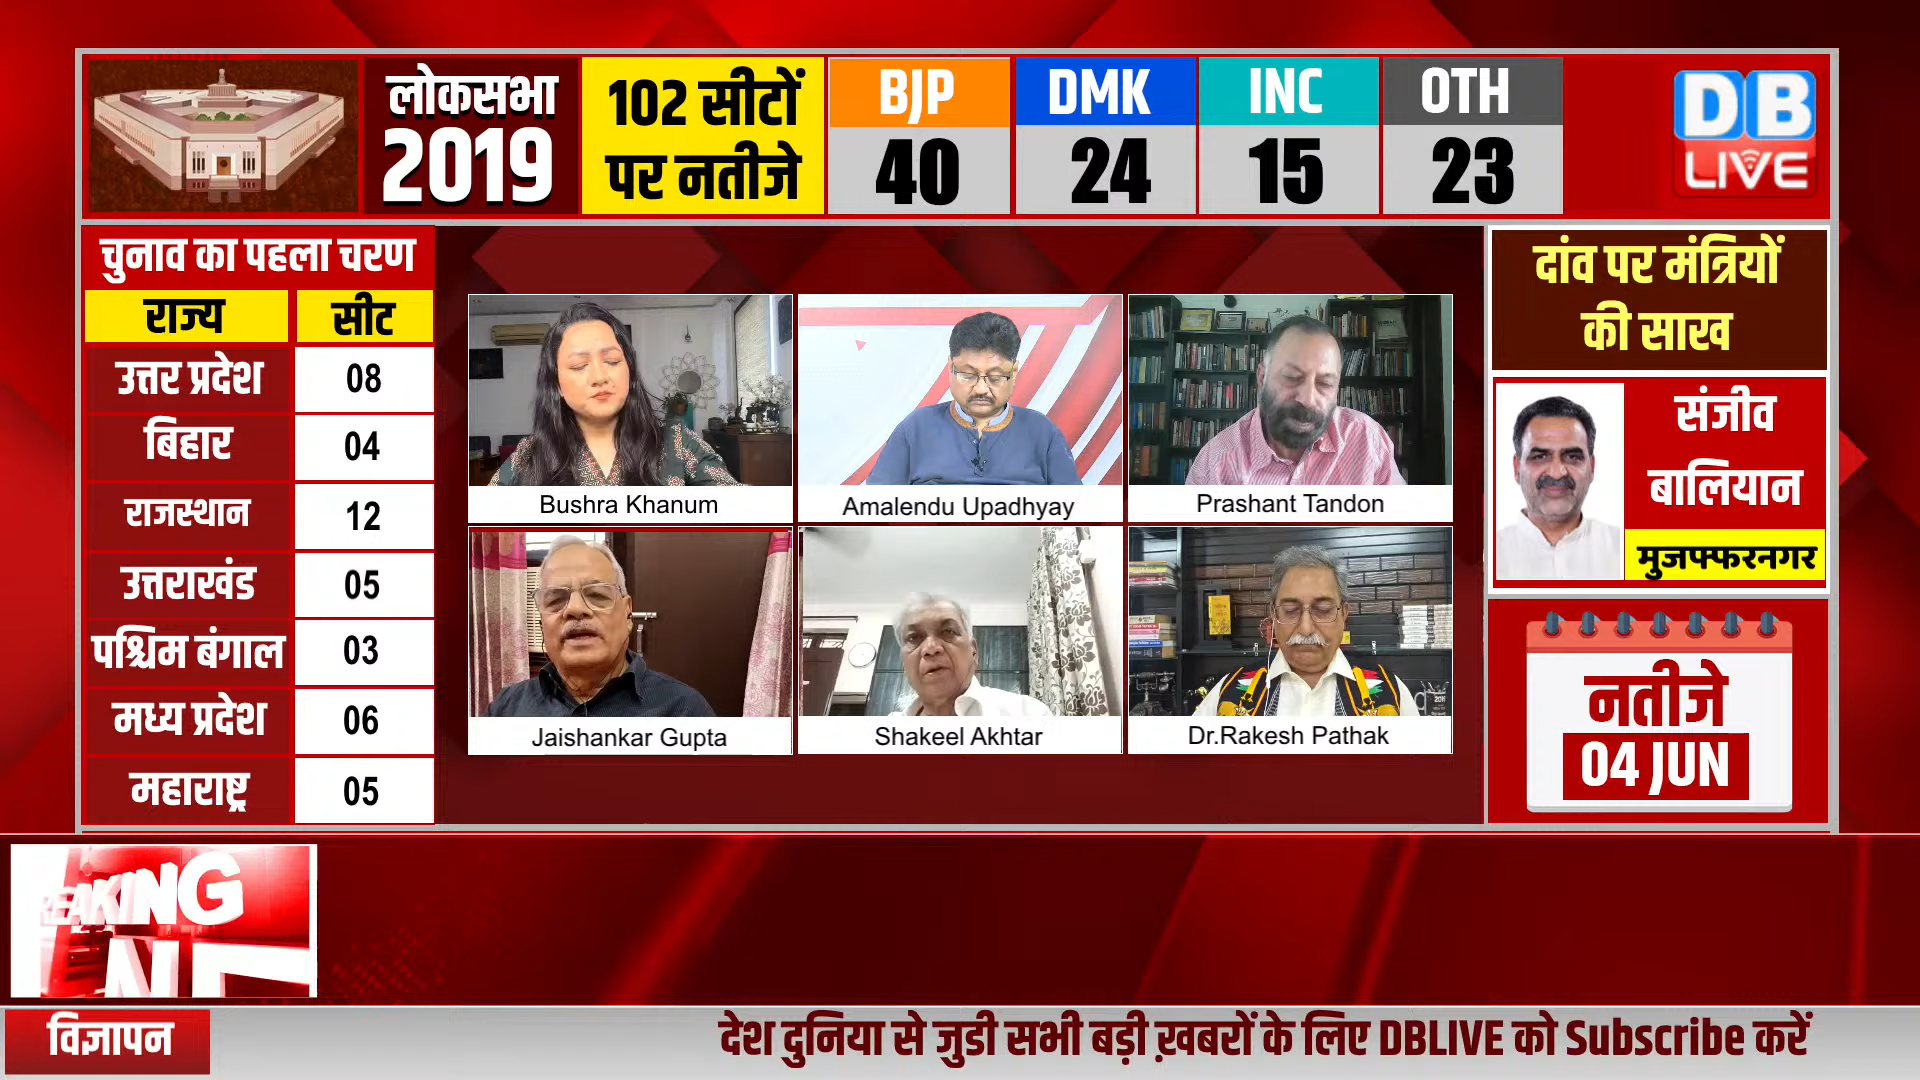 लोकसभा
2019
102 सीटों
पर नतीजे
BJP
40
DMK
24
INC
15
OTH
23
DB
LIVE
चुनाव का पहला चरण
राज्य सीट
उत्तर प्रदेश 08
बिहार 04
राजस्थान 12
उत्तराखंड 05
पश्चिम बंगाल 03
मध्य प्रदेश 06
महाराष्ट्र 05
Bushra Khanum
Amalendu Upadhyay
Prashant Tandon
Jaishankar Gupta
Shakeel Akhtar
Dr.Rakesh Pathak
दांव पर मंत्रियों
की साख
संजीव
बालियान
मुजफ्फरनगर
नतीजे
04 JUN
REAKING
विज्ञापन
देश दुनिया से जुडी सभी बड़ी ख़बरों के लिए DBLIVE को Subscribe करें